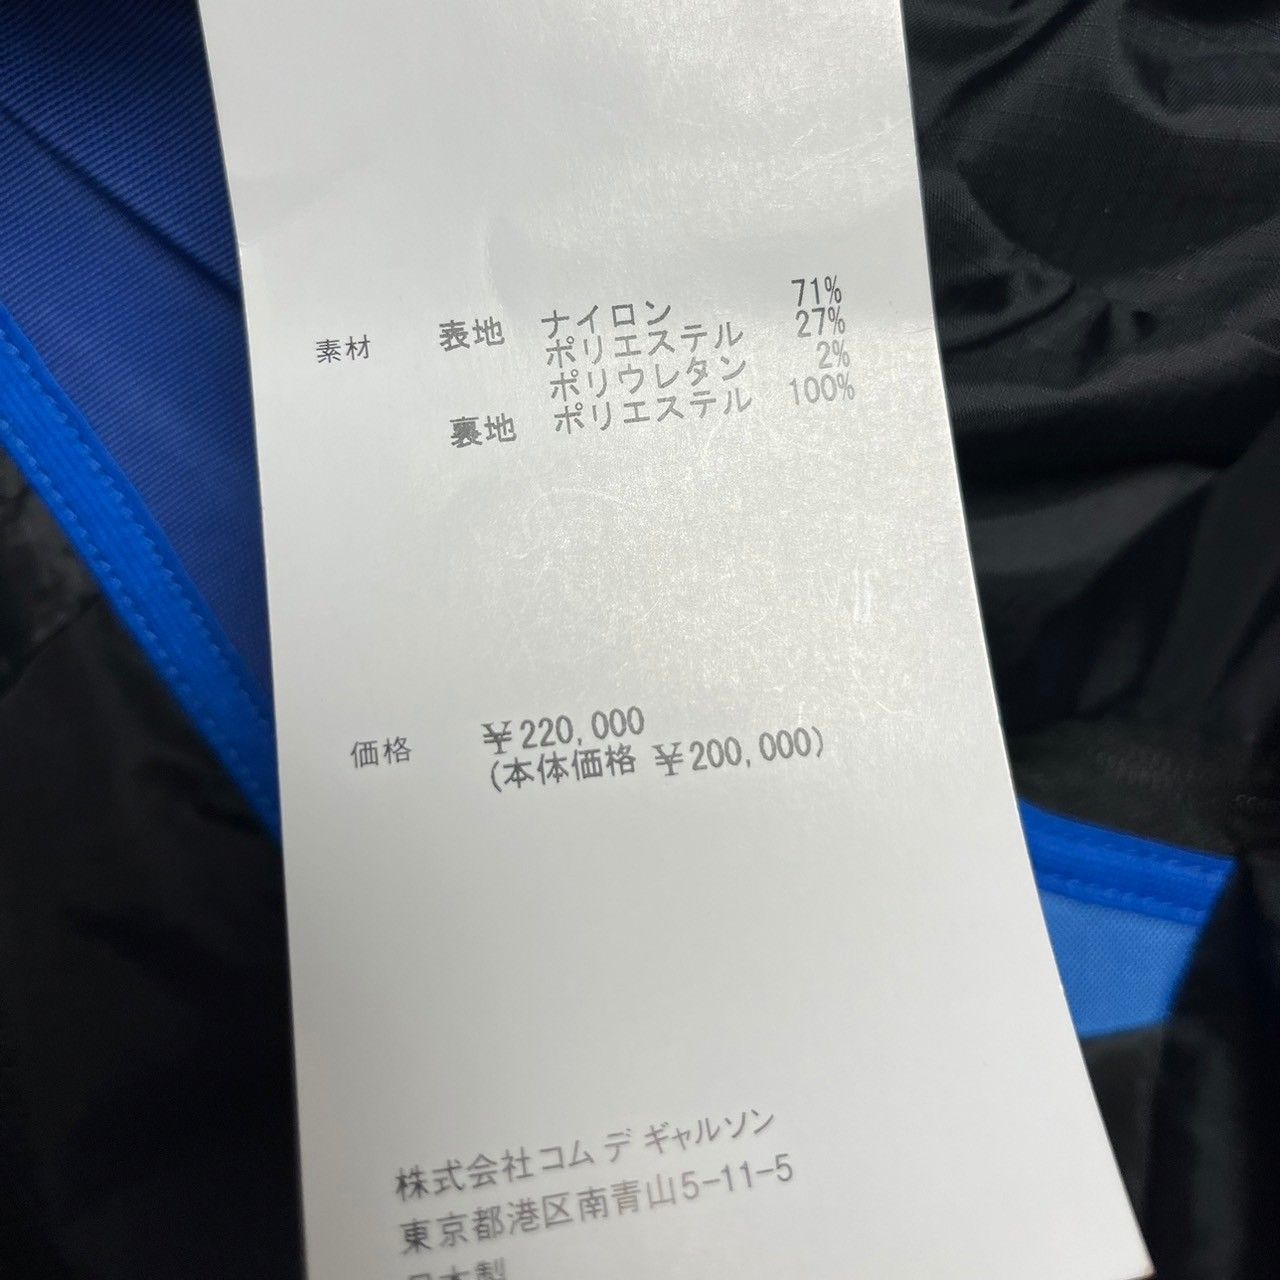 素材 表地 ナイロン 71%
ポリエステル 27%
ポリウレタン 2%
裏地 ポリエステル 100%
価格 ¥220,000
(本体価格 ¥200,000)
株式会社コム デ ギャルソン
東京都港区南青山5-11-5
日本製